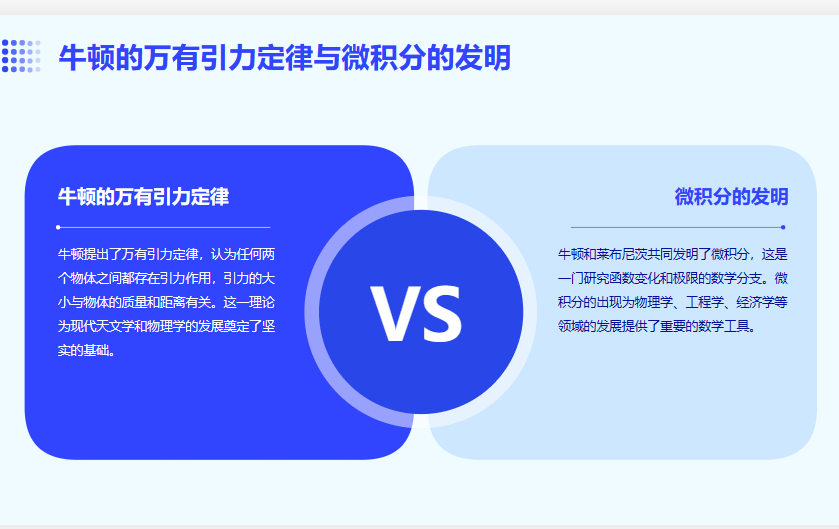 牛顿的万有引力定律与微积分的发明
牛顿的万有引力定律
牛顿提出了万有引力定律，认为任何两
个物体之间都存在引力作用，引力的大
小与物体的质量和距离有关。这一理论
为现代天文学和物理学的发展奠定了坚
实的基础。
VS
微积分的发明
牛顿和莱布尼茨共同发明了微积分，这是
一门研究函数变化和极限的数学分支。微
积分的出现为物理学、工程学、经济学等
领域的发展提供了重要的数学工具。